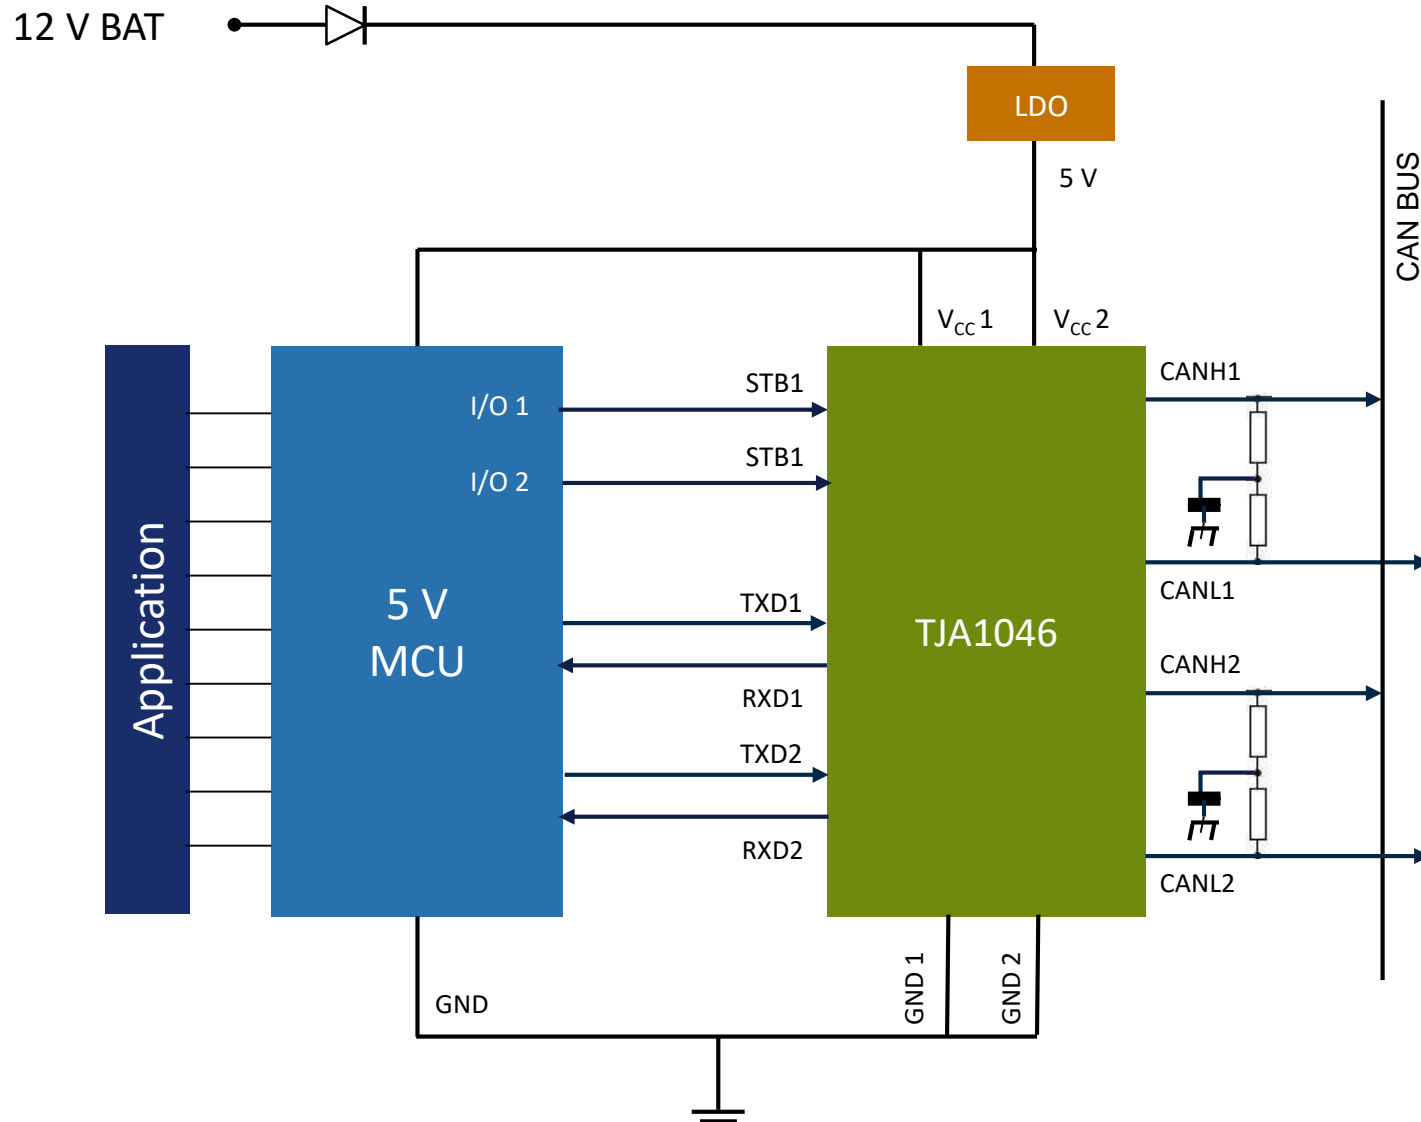 12 V BAT
LDO
5 V
CAN BUS
VCC 1
VCC 2
STB1
CANH1
I/O 1
STB1
I/O 2
Application
5 V
MCU
TXD1
TJA1046
CANL1
CANH2
RXD1
TXD2
RXD2
CANL2
GND
GND 1
GND 2